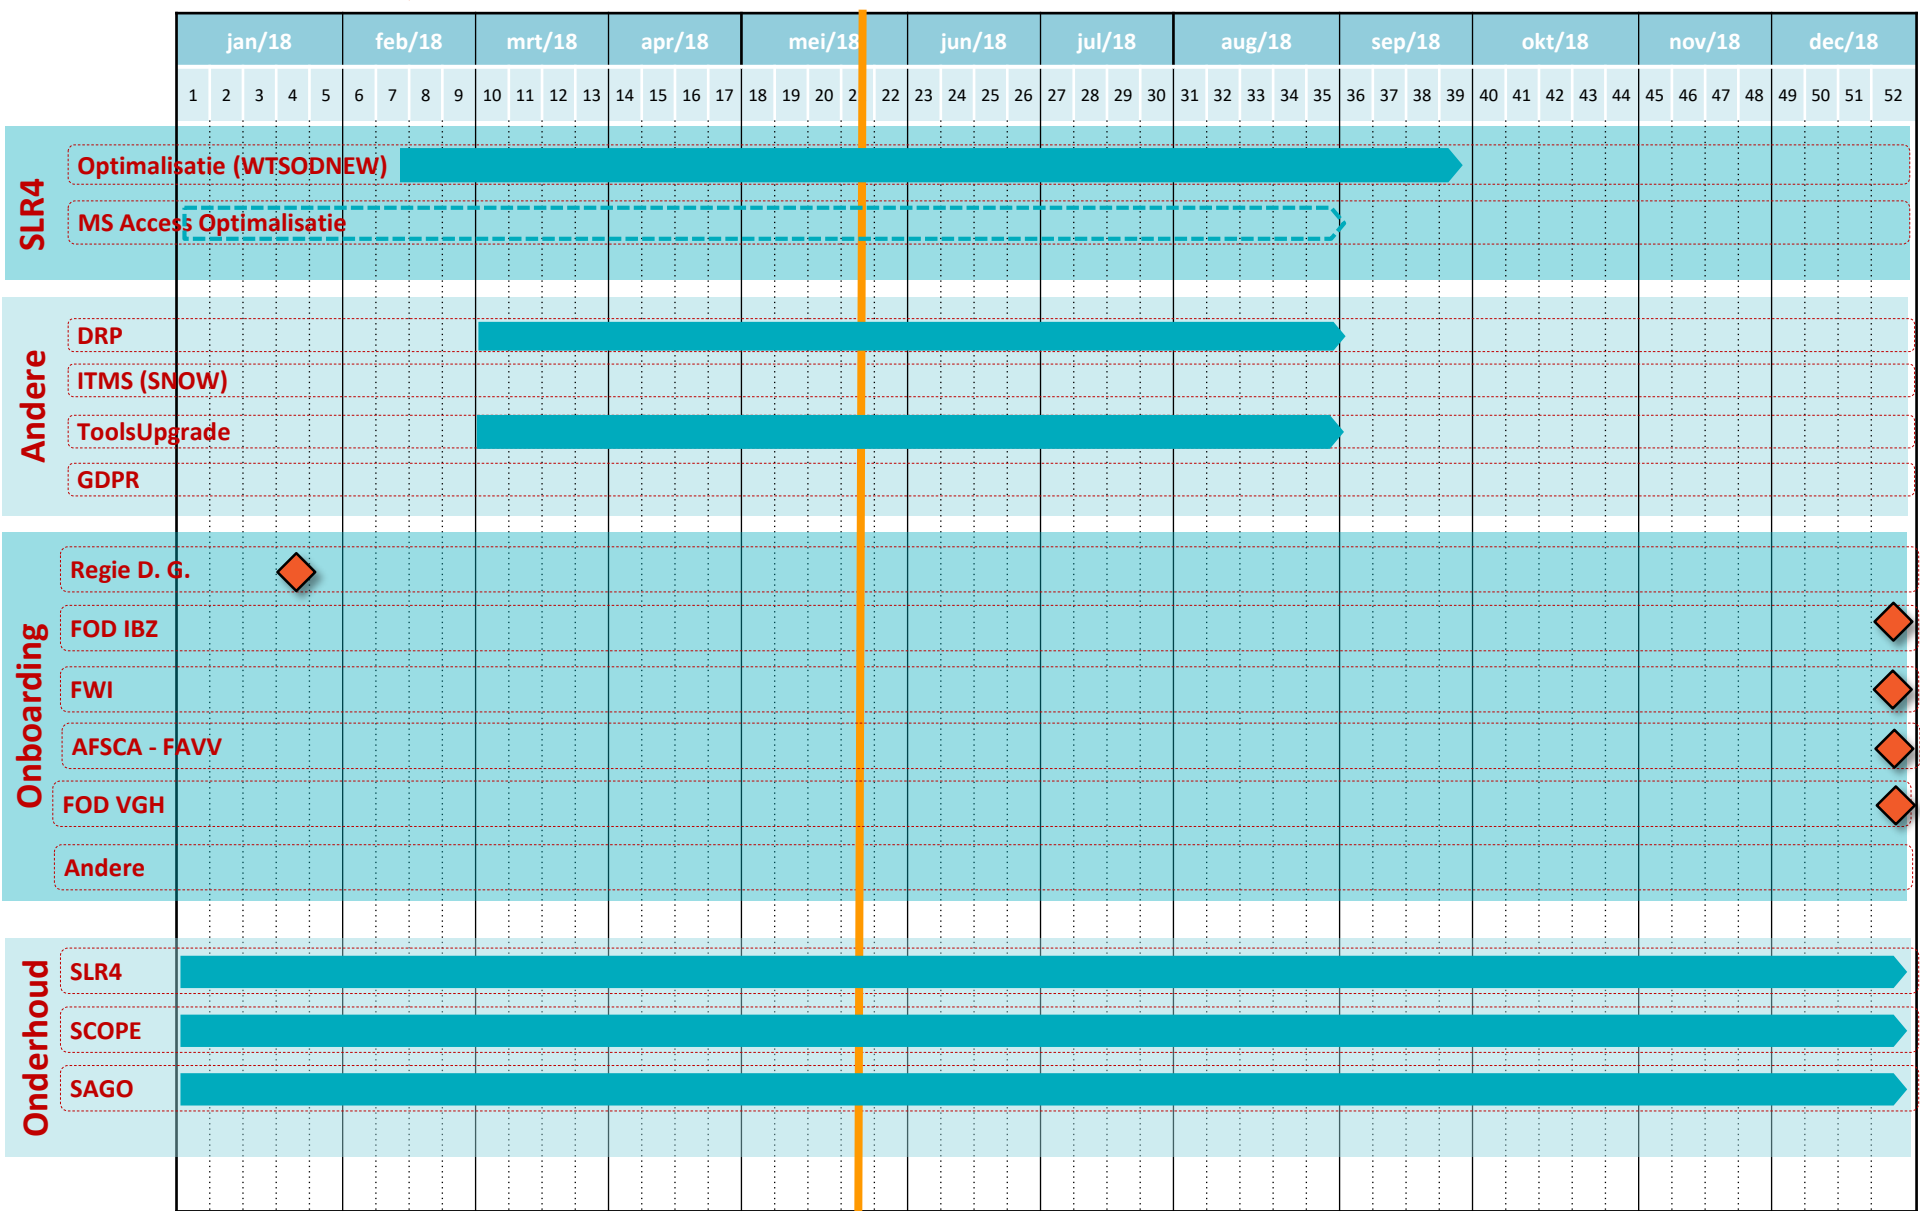 jan/18 feb/18 mrt/18 apr/18 mei/18 jun/18 jul/18 aug/18 sep/18 okt/18 nov/18 dec/18
1 2 3 4 5 6 7 8 9 10 11 12 13 14 15 16 17 18 19 20 2 22 23 24 25 26 27 28 29 30 31 32 33 34 35 36 37 38 39 40 41 42 43 44 45 46 47 48 49 50 51 52
SLR4
Optimalisatie (WTSODNEW)
MS Access Optimalisatie
Andere
DRP
ITMS (SNOW)
ToolsUpgrade
GDPR
Onboarding
Regie D. G.
FOD IBZ
FWI
AFSCA - FAVV
FOD VGH
Andere
Onderhoud
SLR4
SCOPE
SAGO